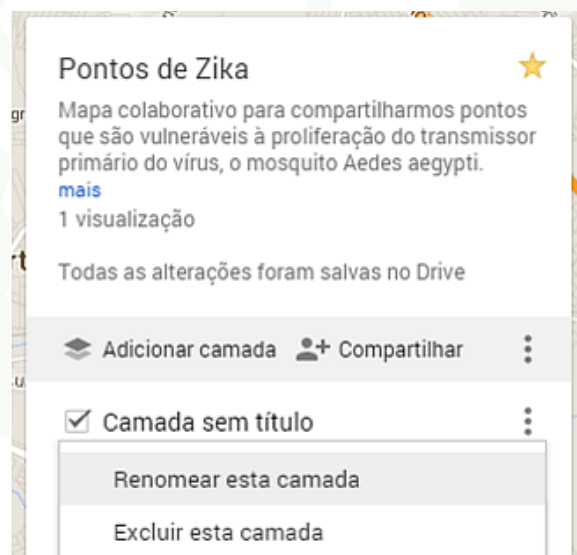 Pontos de Zika
Mapa colaborativo para compartilharmos pontos
que são vulneráveis à proliferação do transmissor
primário do vírus, o mosquito Aedes aegypti.
mais
1 visualização
Todas as alterações foram salvas no Drive
Adicionar camada Compartilhar
Camada sem título
Renomear esta camada
Excluir esta camada